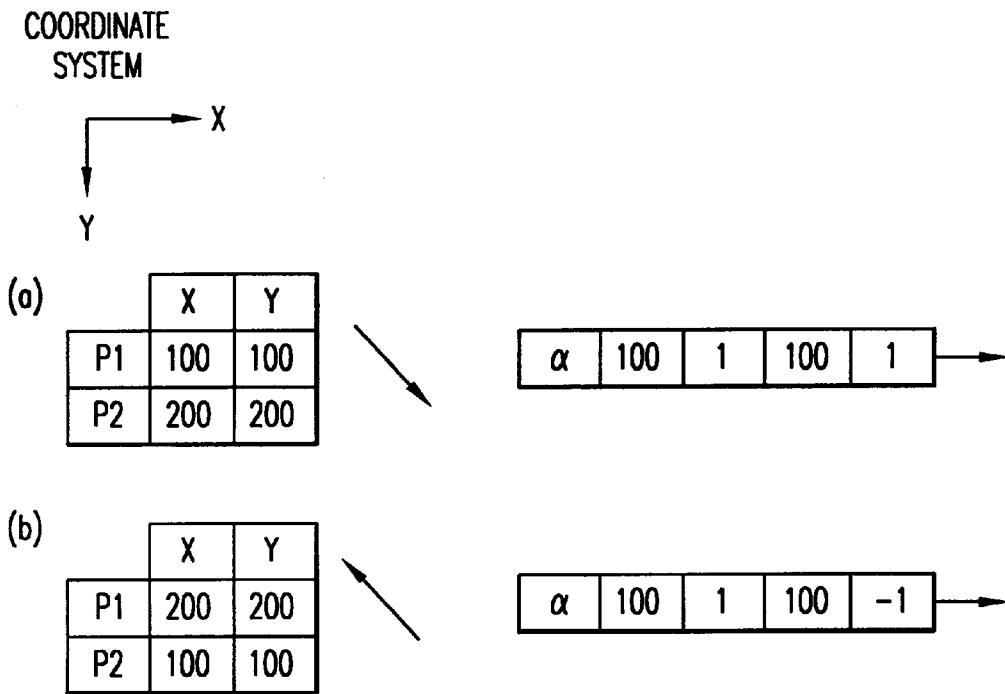 COORDINATE
SYSTEM
X
Y
(a)
X Y
P1 100 100
P2 200 200
α 100 1 100 1
(b)
X Y
P1 200 200
P2 100 100
α 100 1 100 -1